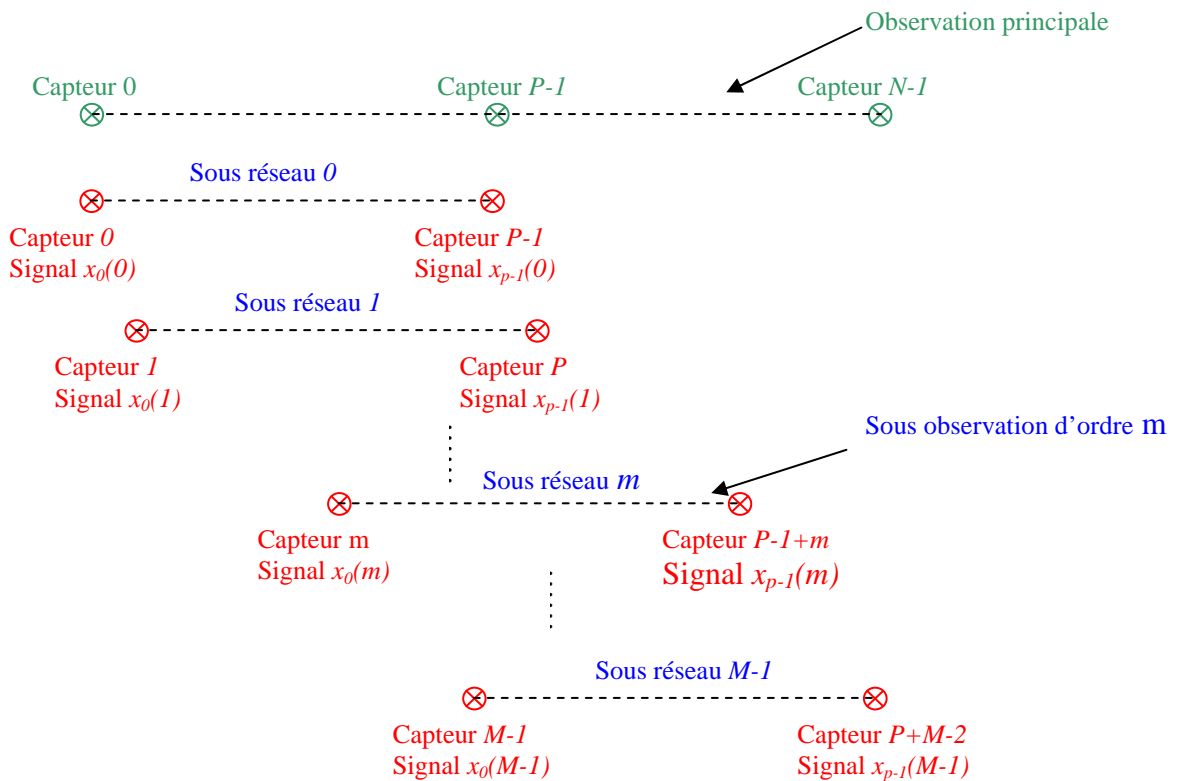 Observation principale
Capteur 0
Capteur P-1
Capteur N-1
Sous réseau 0
Capteur 0
Signal x0(0)
Capteur P-1
Signal xp-1(0)
Sous réseau 1
Capteur 1
Signal x0(1)
Capteur P
Signal xp-1(1)
Sous observation d'ordre m
Sous réseau m
Capteur m
Signal x0(m)
Capteur P-1+m
Signal xp-1(m)
Sous réseau M-1
Capteur M-1
Signal x0(M-1)
Capteur P+M-2
Signal xp-1(M-1)